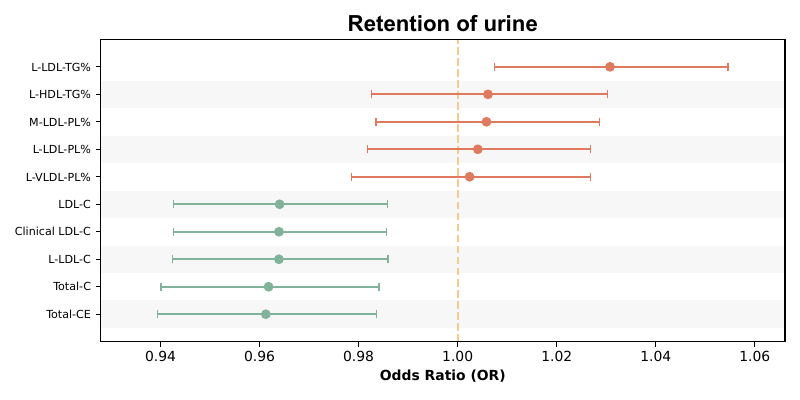 Retention of urine
L-LDL-TG%
L-HDL-TG%
M-LDL-PL%
L-LDL-PL%
L-VLDL-PL%
LDL-C
Clinical LDL-C
L-LDL-C
Total-C
Total-CE
0.94 0.96 0.98 1.00 1.02 1.04 1.06
Odds Ratio (OR)